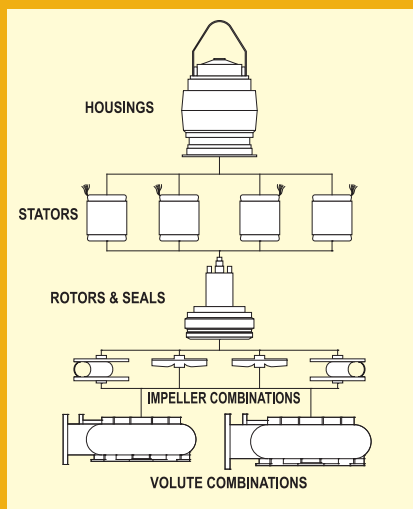 HOUSINGS
STATORS
ROTORS & SEALS
IMPELLER COMBINATIONS
VOLUTE COMBINATIONS